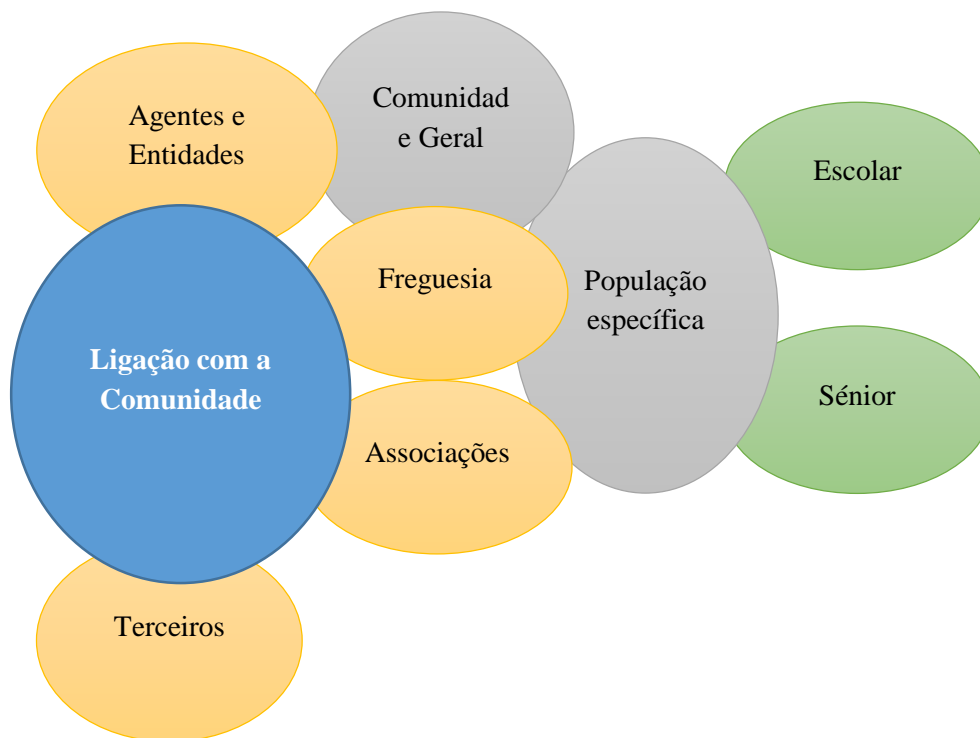 Agentes e
Entidades
Comunidad
e Geral
Escolar
Freguesia
População
específica
Ligação com a
Comunidade
Sénior
Associações
Terceiros